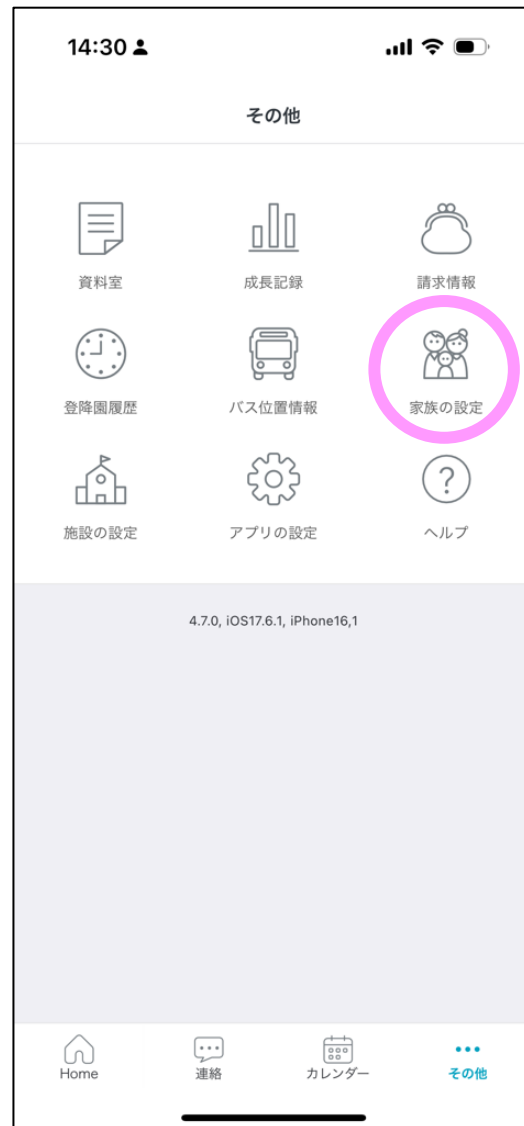 14:30
その他
資料室
成長記録
請求情報
登降園履歴
バス位置情報
家族の設定
施設の設定
アプリの設定
ヘルプ
4.7.0, iOS17.6.1, iPhone16,1
Home
連絡
カレンダー
その他